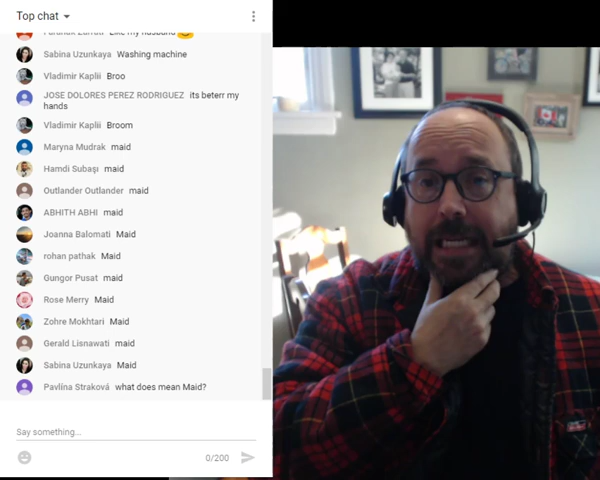 Top chat
Sabina Uzunkaya Washing machine
Vladimir Kaplii Broo
JOSE DOLORES PEREZ RODRIGUEZ its beterr my
hands
Vladimir Kaplii Broom
Maryna Mudrak maid
Hamdi Subaşı maid
Outlander Outlander maid
ABHITH ABHI maid
Joanna Balomati Maid
rohan pathak Maid
Gungor Pusat maid
Rose Merry Maid
Zohre Mokhtari Maid
Gerald Lisnawati maid
Sabina Uzunkaya Maid
Pavlína Straková what does mean Maid?
Say something...
0/200